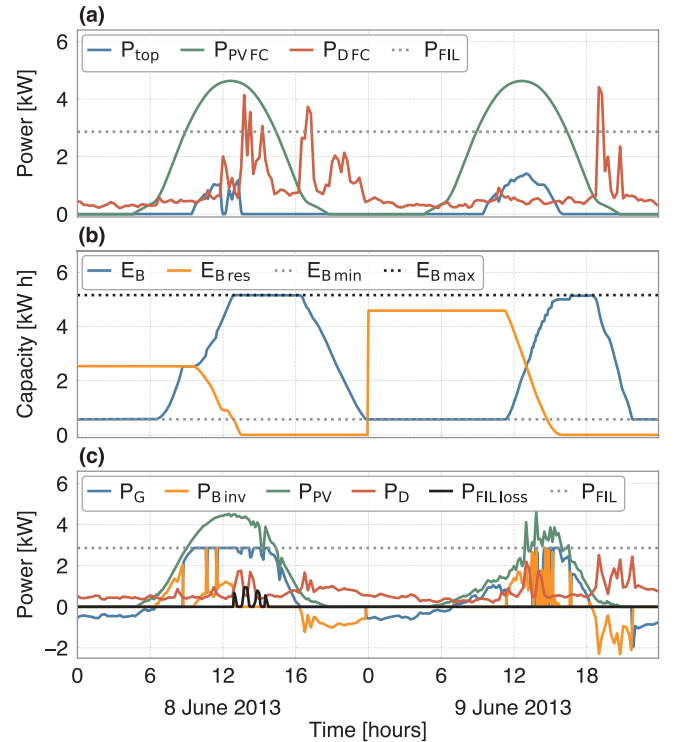 (a)
6
4
2
0
Power [kW]
P_top P_PV FC P_D FC P_FIL
(b)
6
4
2
0
Capacity [kW h]
E_B E_B res E_B min E_B max
(c)
6
4
2
0
−2
Power [kW]
P_G P_B inv P_PV P_D P_FIL loss P_FIL
0 6 12 16 0 6 12 18
8 June 2013 9 June 2013
Time [hours]